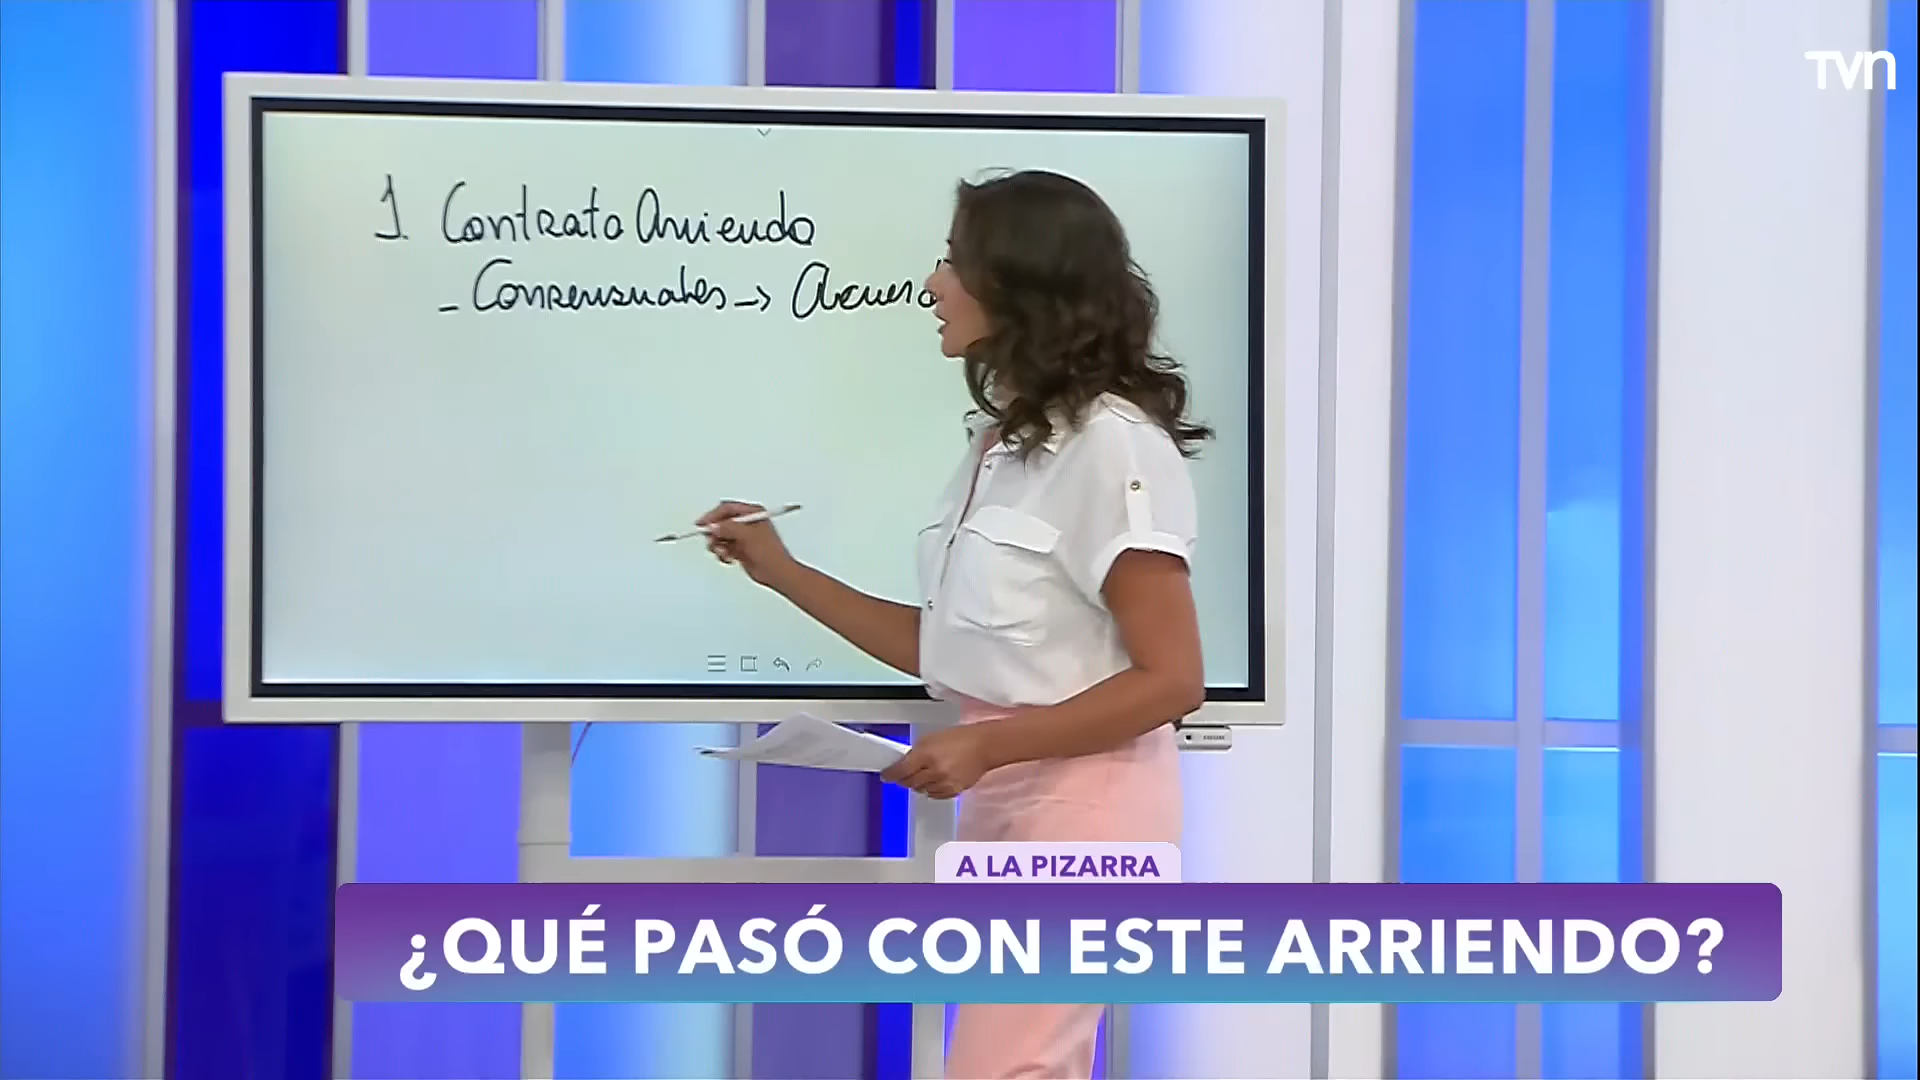 TVN
1. Contrato Arriendo
- Consensuales → Acuerd
A LA PIZARRA
¿QUÉ PASÓ CON ESTE ARRIENDO?